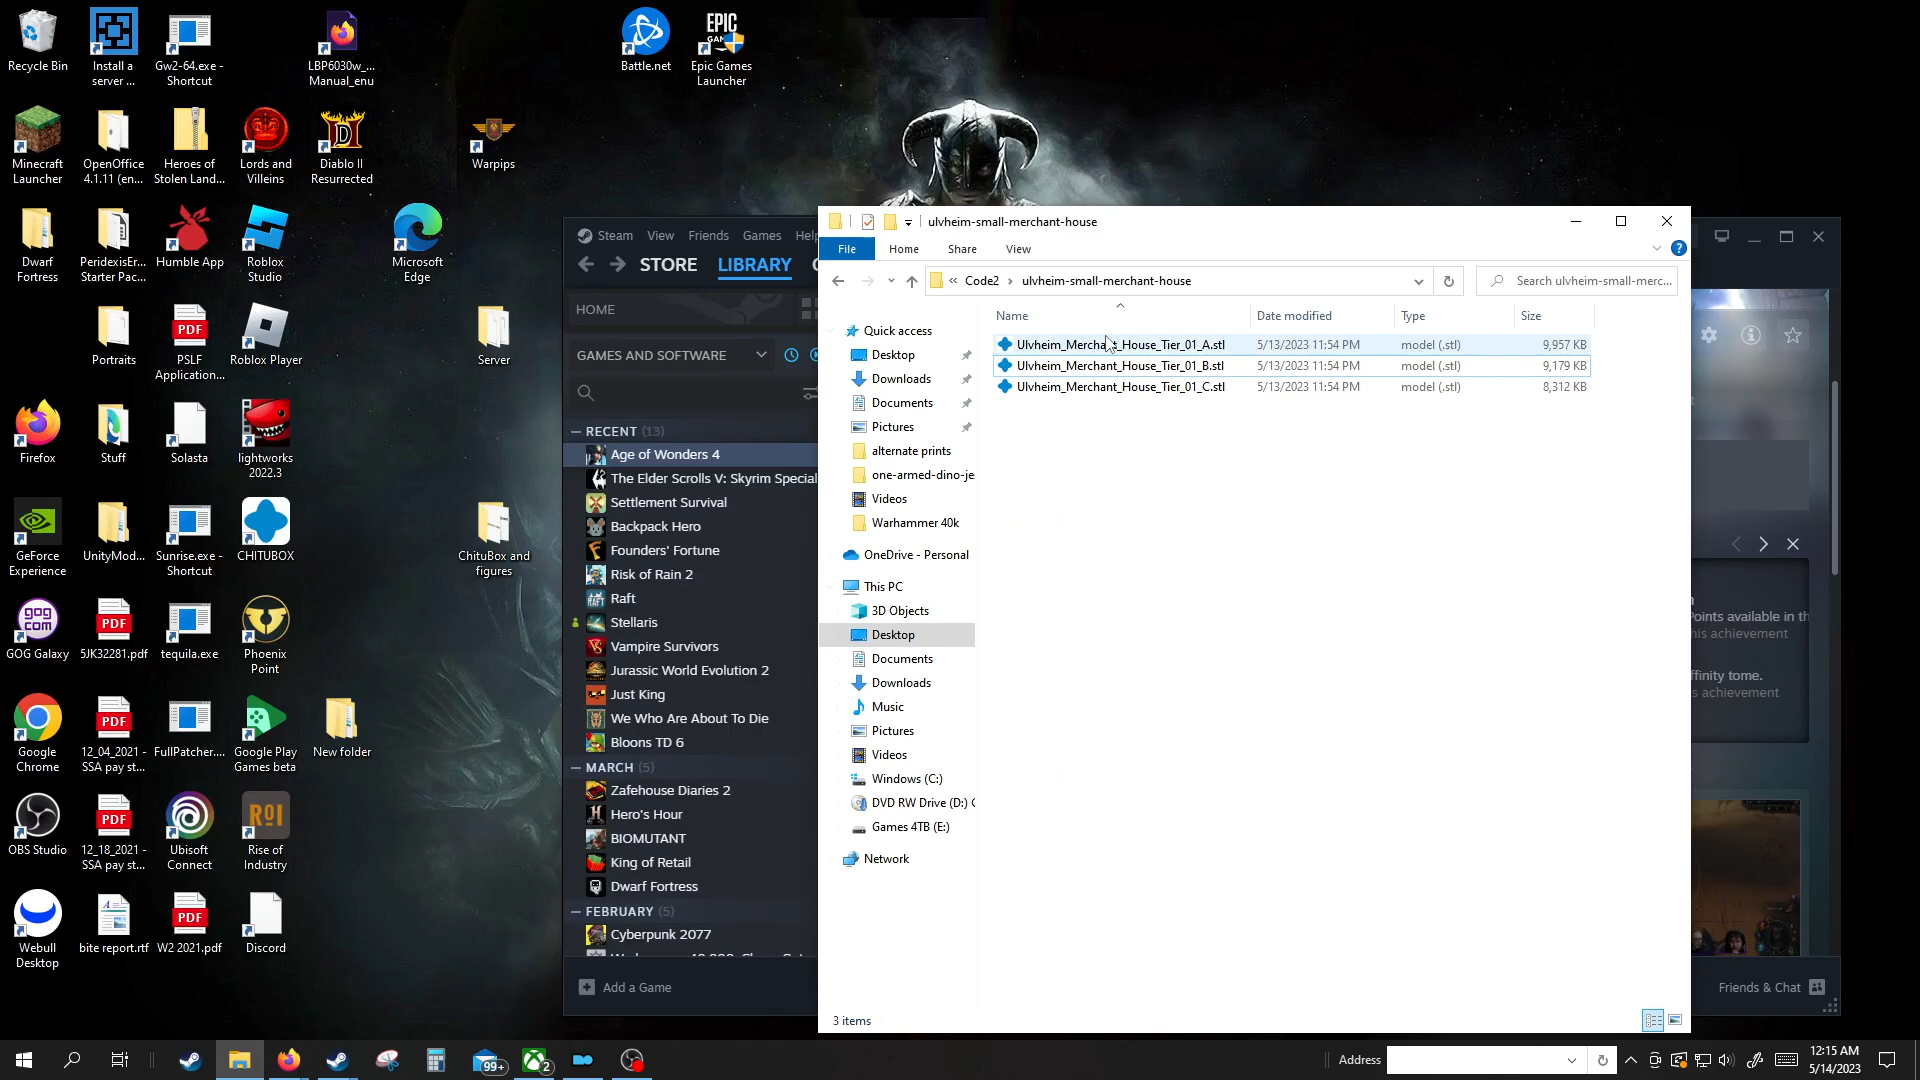 Recycle Bin
Install a
server ...
Gw2-64.exe -
Shortcut
LBP6030w_...
Manual_enu
Battle.net
EPIC
Epic Games
Launcher
Minecraft
Launcher
OpenOffice
4.1.11 (en...
Heroes of
Stolen Land...
Lords and
Villeins
Diablo II
Resurrected
Warpips
Dwarf
Fortress
PeridexisEr...
Starter Pac...
Humble App
Roblox
Studio
Microsoft
Edge
Portraits
PDF
PSLF
Application...
Roblox Player
Server
Firefox
Stuff
Solasta
lightworks
2022.3
GeForce
Experience
UnityMod...
Sunrise.exe -
Shortcut
CHITUBOX
ChituBox and
figures
gog
com
GOG Galaxy
PDF
5JK32281.pdf
tequila.exe
Phoenix
Point
Google
Chrome
PDF
12_04_2021 -
SSA pay st...
FullPatcher....
Google Play
Games beta
New folder
OBS Studio
PDF
12_18_2021 -
SSA pay st...
Ubisoft
Connect
ROI
Rise of
Industry
Webull
Desktop
bite report.rtf
PDF
W2 2021.pdf
Discord
Steam View Friends Games Help
STORE LIBRARY
HOME
GAMES AND SOFTWARE
RECENT (13)
Age of Wonders 4
The Elder Scrolls V: Skyrim Special
Settlement Survival
Backpack Hero
Founders' Fortune
Risk of Rain 2
Raft
Stellaris
Vampire Survivors
Jurassic World Evolution 2
Just King
We Who Are About To Die
Bloons TD 6
MARCH (5)
Zafehouse Diaries 2
Hero's Hour
BIOMUTANT
King of Retail
Dwarf Fortress
FEBRUARY (5)
Cyberpunk 2077
Add a Game
ulvheim-small-merchant-house
File Home Share View
« Code2 › ulvheim-small-merchant-house
Search ulvheim-small-merc...
Quick access
Desktop
Downloads
Documents
Pictures
alternate prints
one-armed-dino-je
Videos
Warhammer 40k
OneDrive - Personal
This PC
3D Objects
Desktop
Documents
Downloads
Music
Pictures
Videos
Windows (C:)
DVD RW Drive (D:) C
Games 4TB (E:)
Network
Name Date modified Type Size
Ulvheim_Merchant_House_Tier_01_A.stl 5/13/2023 11:54 PM model (.stl) 9,957 KB
Ulvheim_Merchant_House_Tier_01_B.stl 5/13/2023 11:54 PM model (.stl) 9,179 KB
Ulvheim_Merchant_House_Tier_01_C.stl 5/13/2023 11:54 PM model (.stl) 8,312 KB
3 items
Points available in th
his achievement
ffinity tome.
s achievement
Friends & Chat
99+
2
Address
12:15 AM
5/14/2023